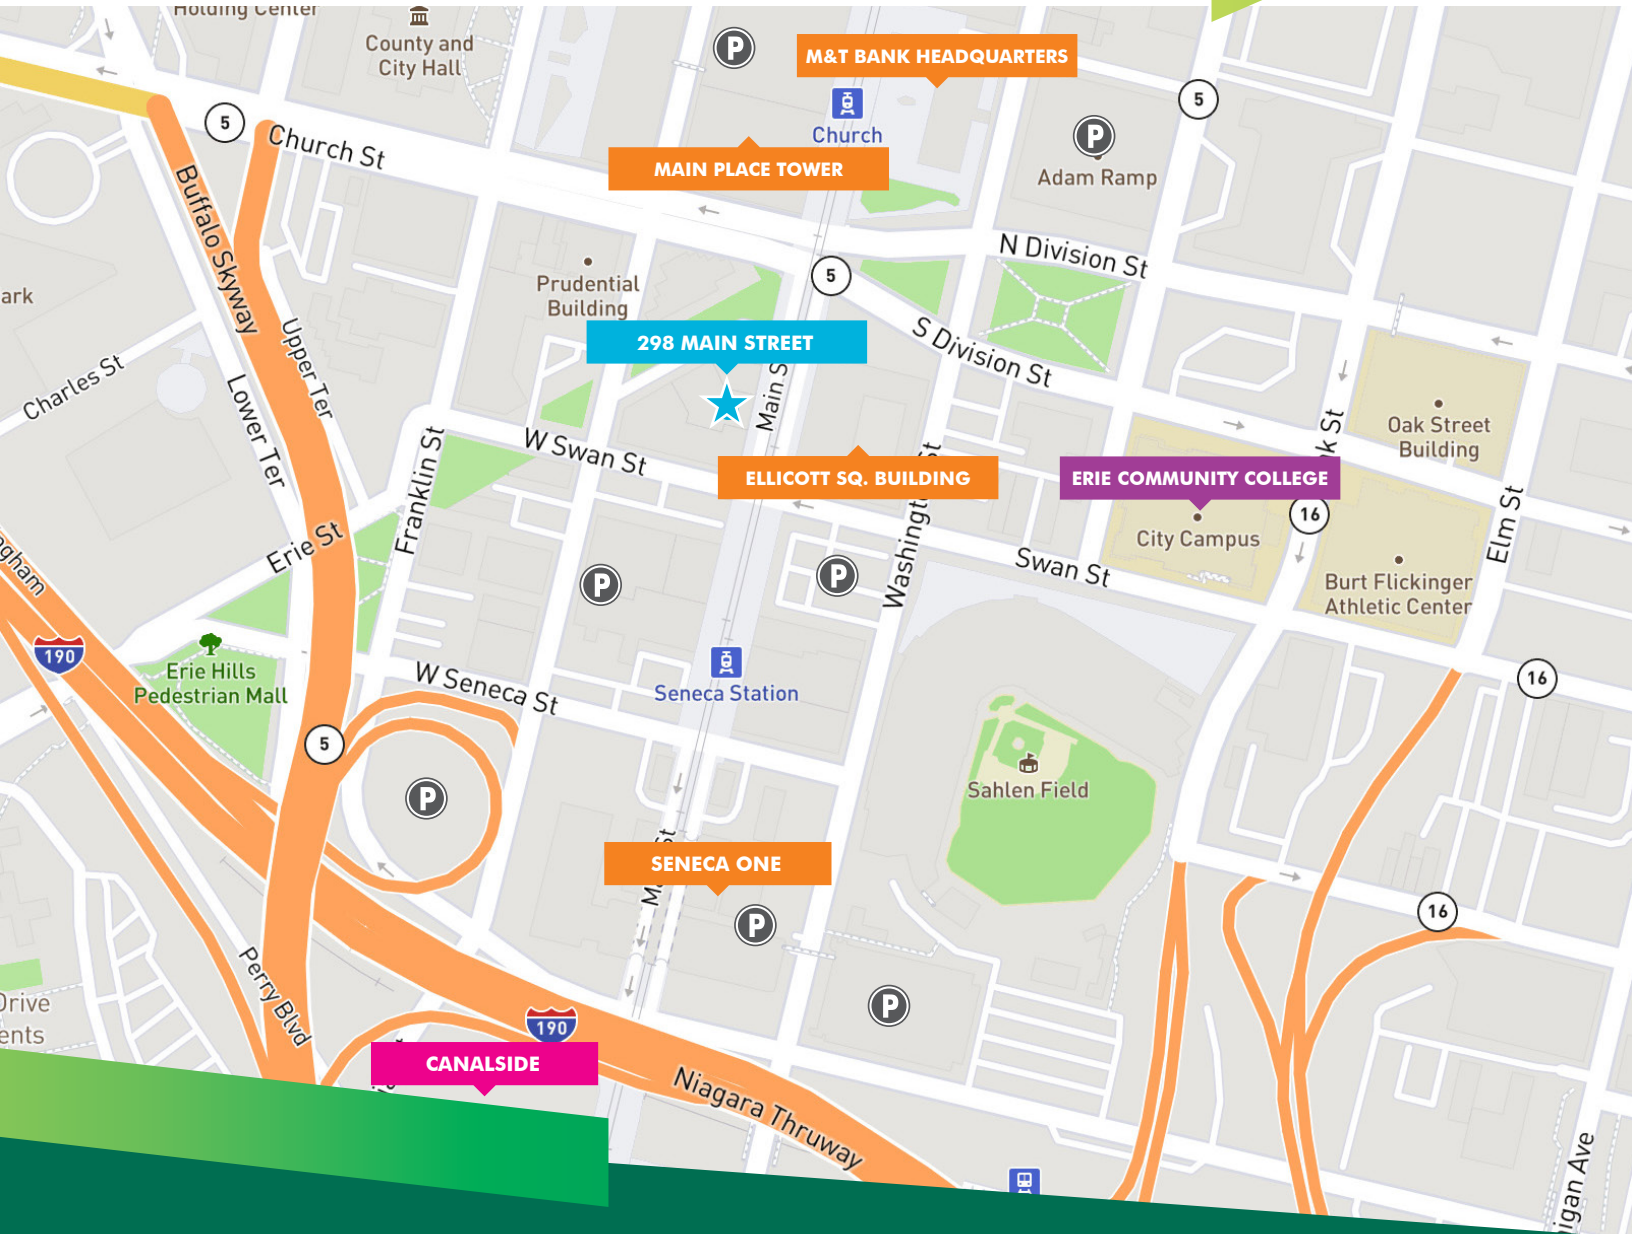 Holding Center
County and
City Hall
P
M&T BANK HEADQUARTERS
5
5
Church
P
Church St
MAIN PLACE TOWER
Adam Ramp
Buffalo Skyway
N Division St
5
Prudential
Building
ark
298 MAIN STREET
S Division St
Upper Ter
Charles St
Lower Ter
Main S
Oak Street
Building
Franklin St
W Swan St
ELLICOTT SQ. BUILDING
ERIE COMMUNITY COLLEGE
16
City Campus
Elm St
Erie St
Swan St
Burt Flickinger
Athletic Center
P
P
190
Erie Hills
Pedestrian Mall
W Seneca St
Seneca Station
16
5
P
Sahlen Field
SENECA ONE
P
16
Perry Blvd
P
Drive
ents
190
CANALSIDE
Niagara Thruway
igan Ave